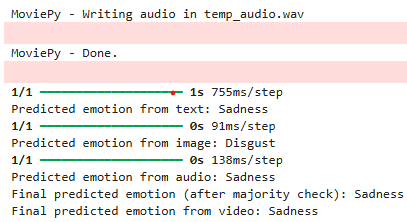 MoviePy - Writing audio in temp_audio.wav
MoviePy - Done.
1/1 ━━━━━━━━━━━━━━━━━━━━ 1s 755ms/step
Predicted emotion from text: Sadness
1/1 ━━━━━━━━━━━━━━━━━━━━ 0s 91ms/step
Predicted emotion from image: Disgust
1/1 ━━━━━━━━━━━━━━━━━━━━ 0s 138ms/step
Predicted emotion from audio: Sadness
Final predicted emotion (after majority check): Sadness
Final predicted emotion from video: Sadness